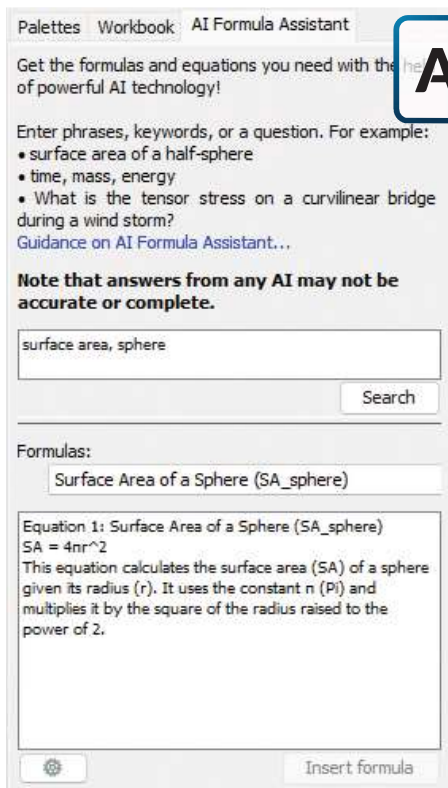 Palettes Workbook AI Formula Assistant
Get the formulas and equations you need with the
of powerful AI technology!
Enter phrases, keywords, or a question. For example:
• surface area of a half-sphere
• time, mass, energy
• What is the tensor stress on a curvilinear bridge
during a wind storm?
Guidance on AI Formula Assistant...
Note that answers from any AI may not be
accurate or complete.
surface area, sphere
Search
Formulas:
Surface Area of a Sphere (SA_sphere)
Equation 1: Surface Area of a Sphere (SA_sphere)
SA = 4πr^2
This equation calculates the surface area (SA) of a sphere
given its radius (r). It uses the constant π (Pi) and
multiplies it by the square of the radius raised to the
power of 2.
Insert formula